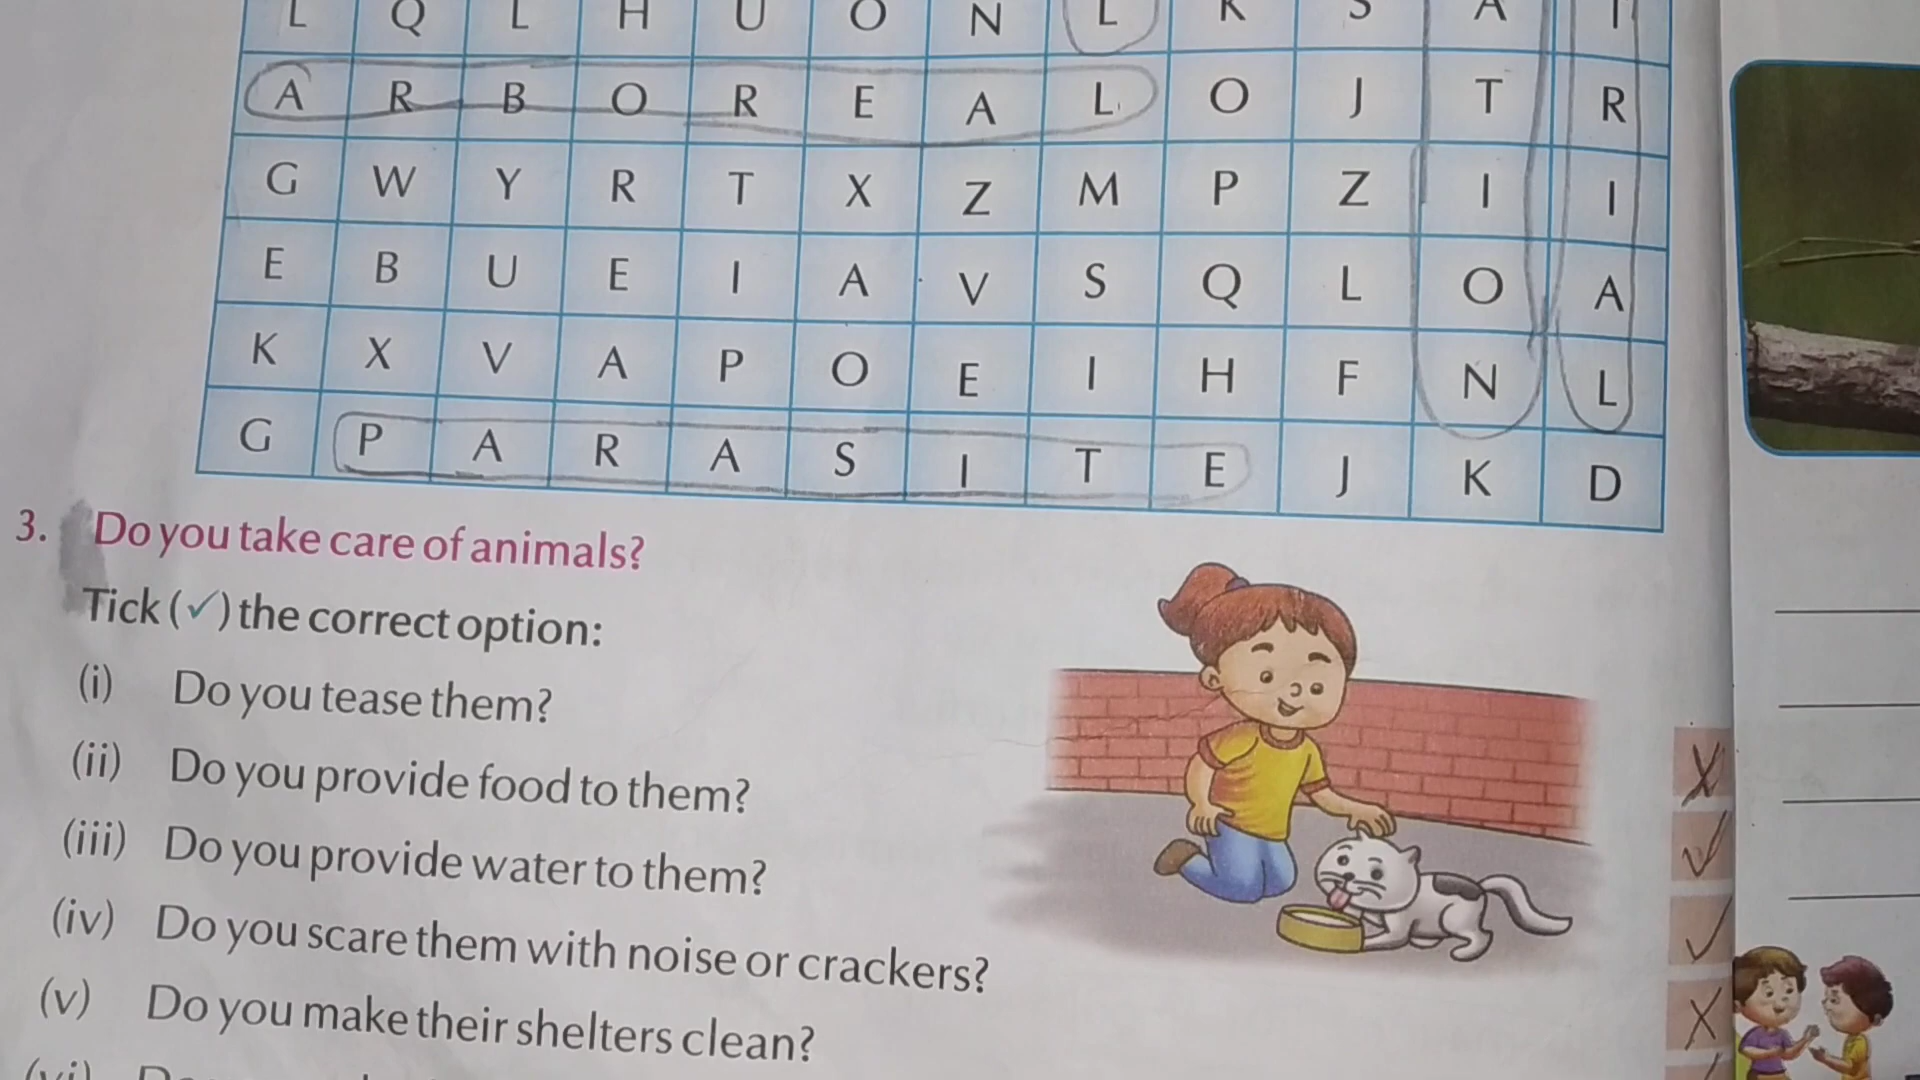 L Q L H U O N L K S A T
A R B O R E A L O J T R
G W Y R T X Z M P Z I I
E B U E I A V S Q L O A
K X V A P O E I H F N L
G P A R A S I T E J K D
3. Do you take care of animals?
Tick (✓) the correct option:
(i) Do you tease them? X
(ii) Do you provide food to them? ✓
(iii) Do you provide water to them? ✓
(iv) Do you scare them with noise or crackers? X
(v) Do you make their shelters clean?
(vi)